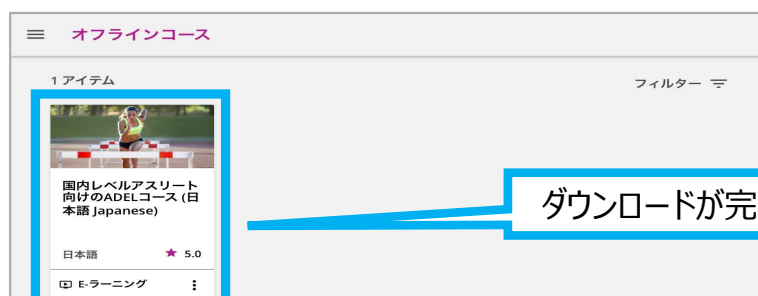 オフラインコース
1 アイテム
フィルター
国内レベルアスリート
向けのADELコース (日
本語 Japanese)
ダウンロードが完
日本語 ★ 5.0
E-ラーニング